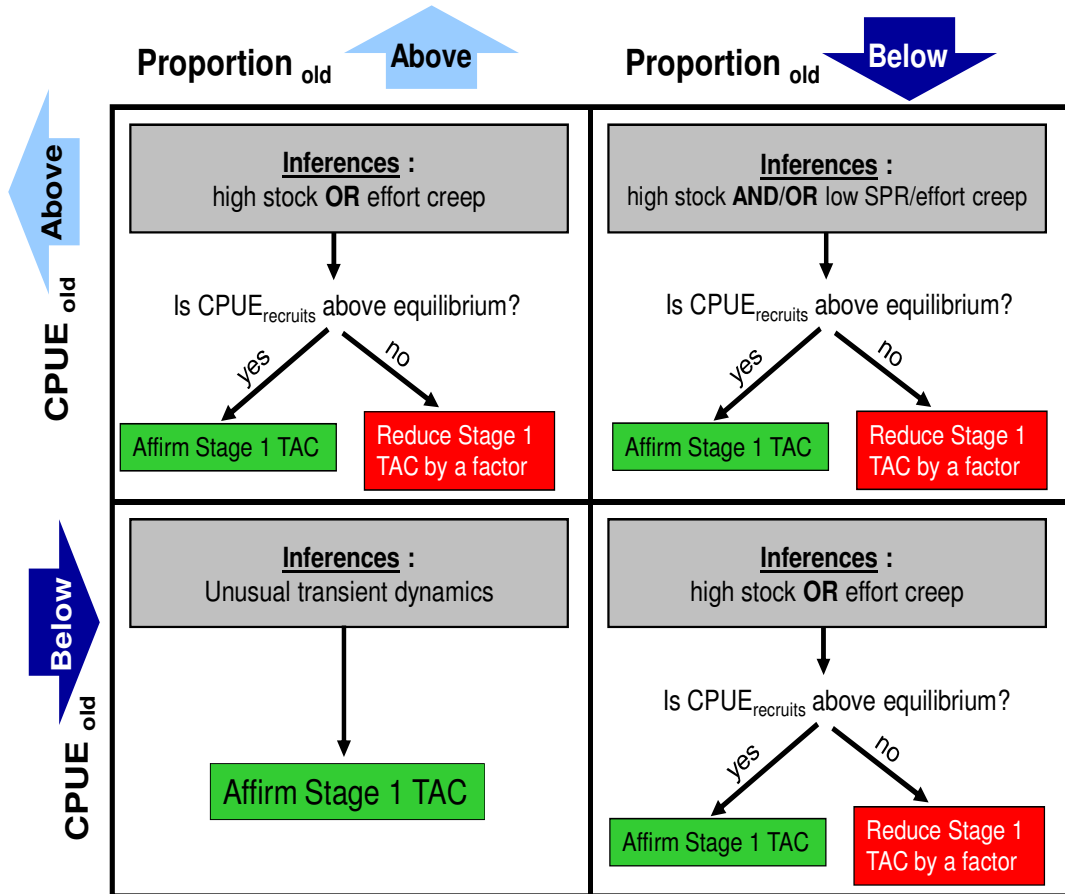 Proportion old
Above
Proportion old
Below
Above
CPUE old
Inferences :
high stock OR effort creep
Is CPUErecruits above equilibrium?
yes
no
Affirm Stage 1 TAC
Reduce Stage 1
TAC by a factor
Inferences :
high stock AND/OR low SPR/effort creep
Is CPUErecruits above equilibrium?
yes
no
Affirm Stage 1 TAC
Reduce Stage 1
TAC by a factor
Below
CPUE old
Inferences :
Unusual transient dynamics
Affirm Stage 1 TAC
Inferences :
high stock OR effort creep
Is CPUErecruits above equilibrium?
yes
no
Affirm Stage 1 TAC
Reduce Stage 1
TAC by a factor